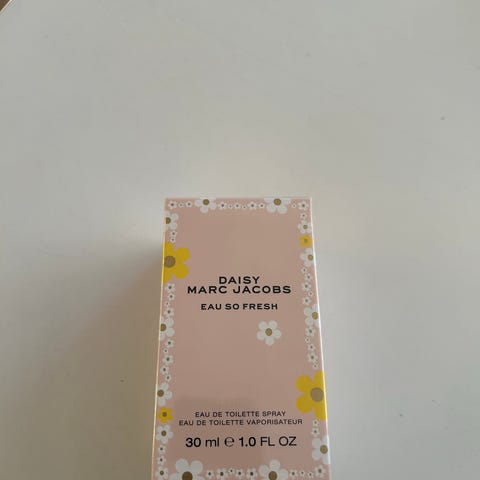 DAISY
MARC JACOBS
EAU SO FRESH
EAU DE TOILETTE SPRAY
EAU DE TOILETTE VAPORISATEUR
30 ml ℮ 1.0 FL OZ